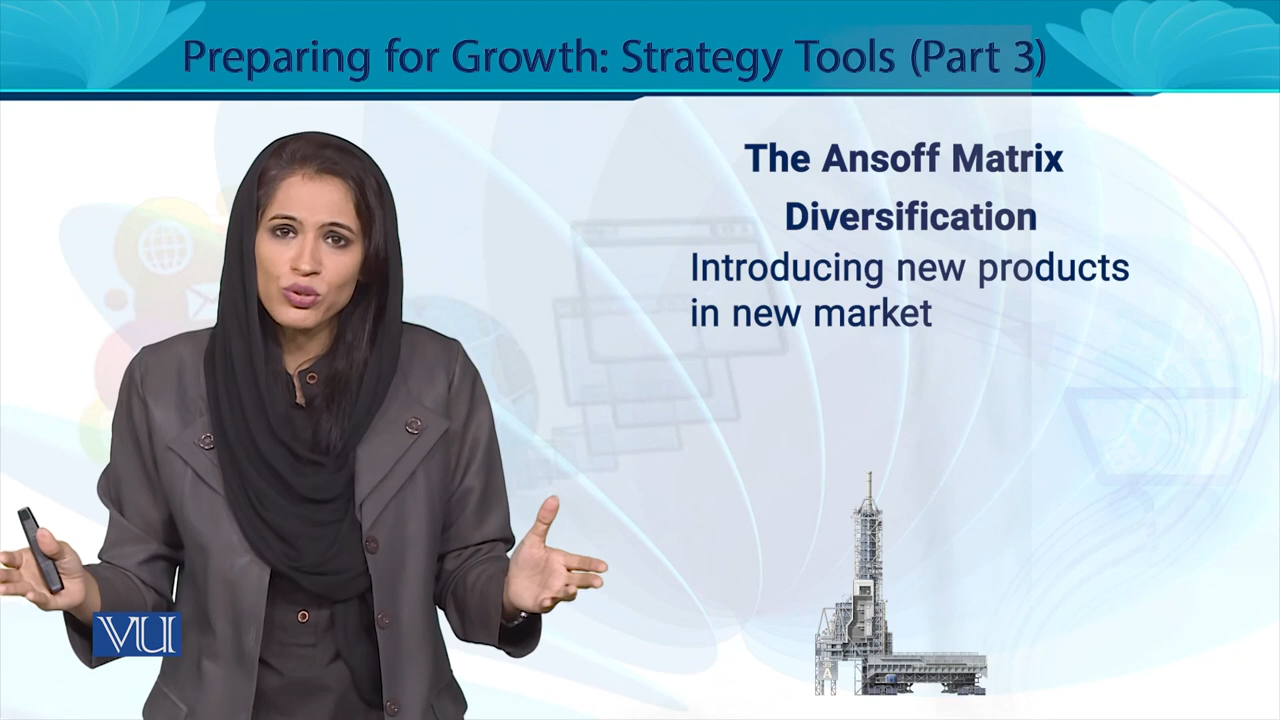 Preparing for Growth: Strategy Tools (Part 3)
The Ansoff Matrix
Diversification
Introducing new products
in new market
VU